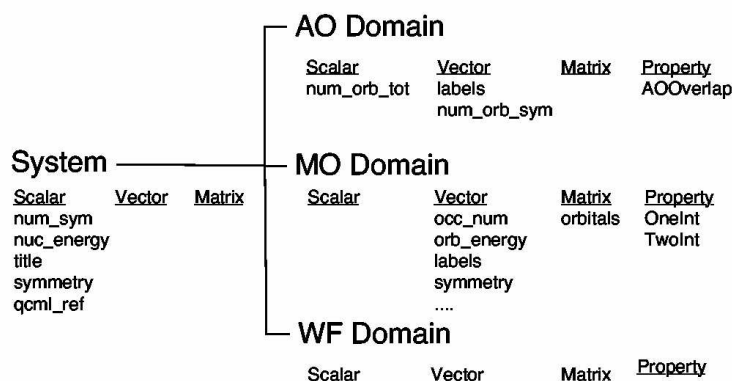 AO Domain
Scalar Vector Matrix Property
num_orb_tot labels AOOverlap
num_orb_sym
System MO Domain
Scalar Vector Matrix Scalar Vector Matrix Property
num_sym occ_num orbitals OneInt
nuc_energy orb_energy TwoInt
title labels
symmetry symmetry
qcml_ref ....
WF Domain
Scalar Vector Matrix Property